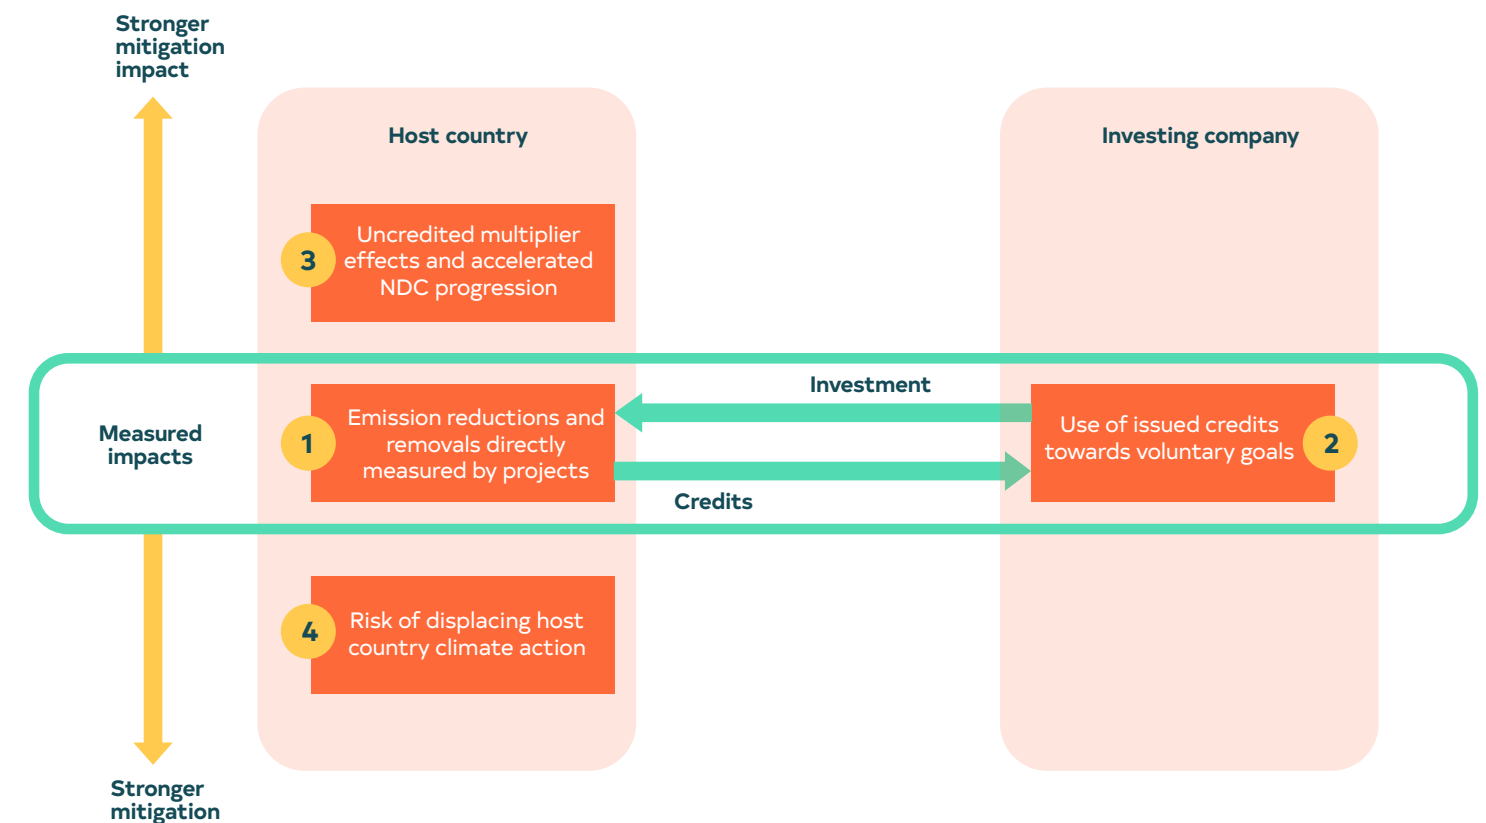 Stronger
mitigation
impact
Host country
Investing company
3
Uncredited multiplier
effects and accelerated
NDC progression
Measured
impacts
1
Emission reductions and
removals directly
measured by projects
Investment
Credits
Use of issued credits
towards voluntary goals
2
4
Risk of displacing host
country climate action
Stronger
mitigation